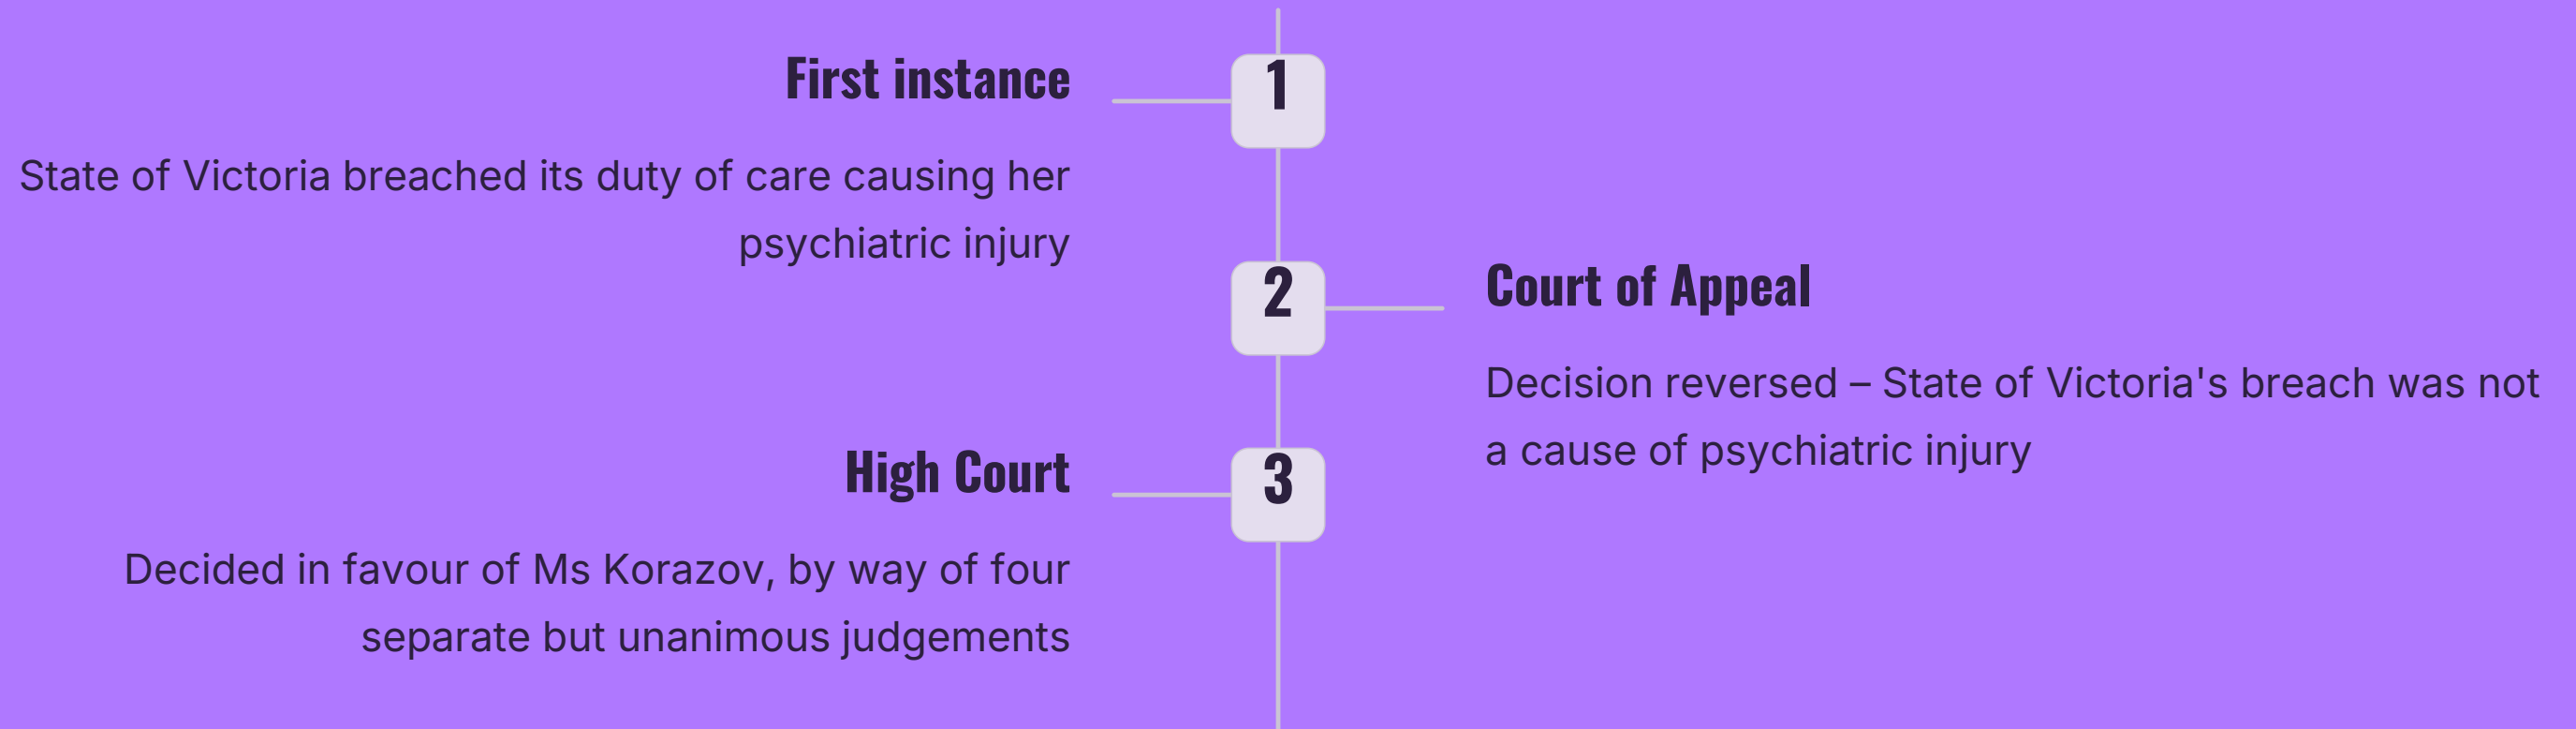 1
First instance
State of Victoria breached its duty of care causing her
psychiatric injury
2
Court of Appeal
Decision reversed – State of Victoria's breach was not
a cause of psychiatric injury
3
High Court
Decided in favour of Ms Korazov, by way of four
separate but unanimous judgements